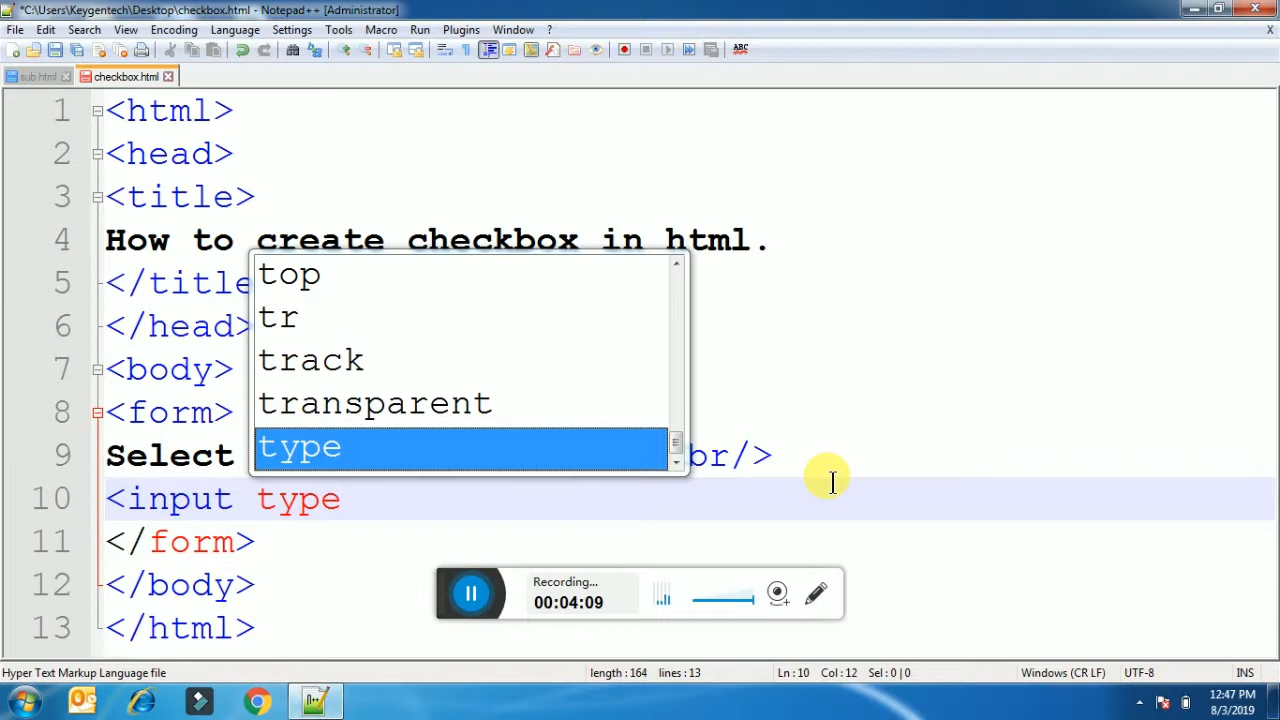 *C:\Users\Keygentech\Desktop\checkbox.html - Notepad++ [Administrator]
File Edit Search View Encoding Language Settings Tools Macro Run Plugins Window ? X
ABC
sub.html checkbox.html
1 <html>
2 <head>
3 <title>
4 How to create checkbox in html.
5 </title
6 </head>
7 <body>
8 <form>
9 Select br/>
10 <input type
11 </form>
12 </body>
13 </html>
top
tr
track
transparent
type
Recording...
00:04:09
Hyper Text Markup Language file length : 164 lines : 13 Ln : 10 Col : 12 Sel : 0 | 0 Windows (CR LF) UTF-8 INS
12:47 PM
8/3/2019